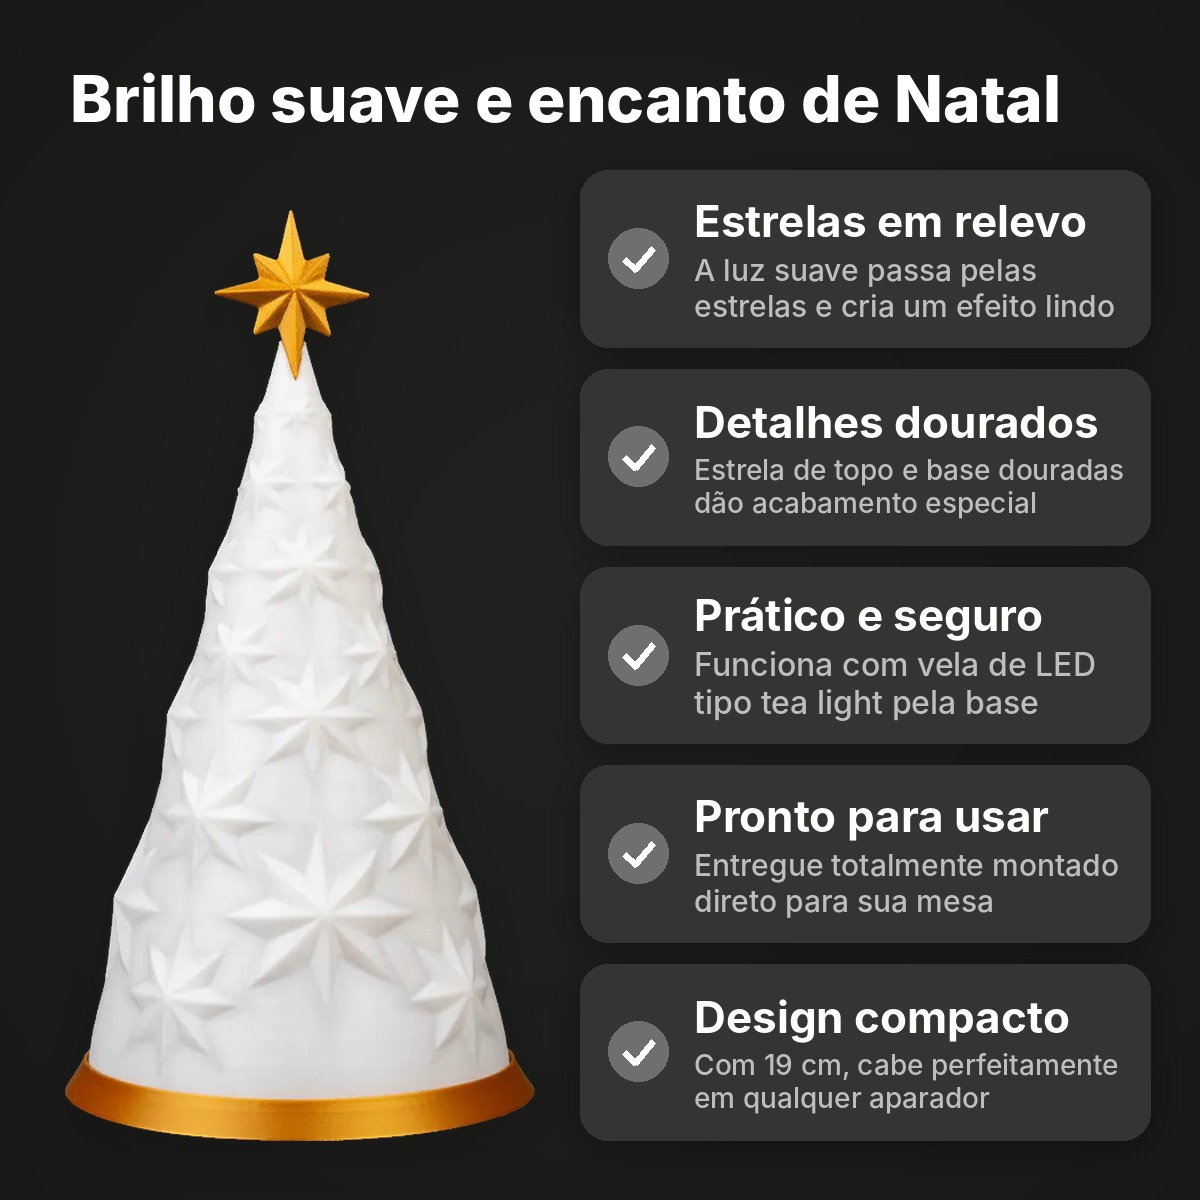 Brilho suave e encanto de Natal
Estrelas em relevo
A luz suave passa pelas
estrelas e cria um efeito lindo
Detalhes dourados
Estrela de topo e base douradas
dão acabamento especial
Prático e seguro
Funciona com vela de LED
tipo tea light pela base
Pronto para usar
Entregue totalmente montado
direto para sua mesa
Design compacto
Com 19 cm, cabe perfeitamente
em qualquer aparador